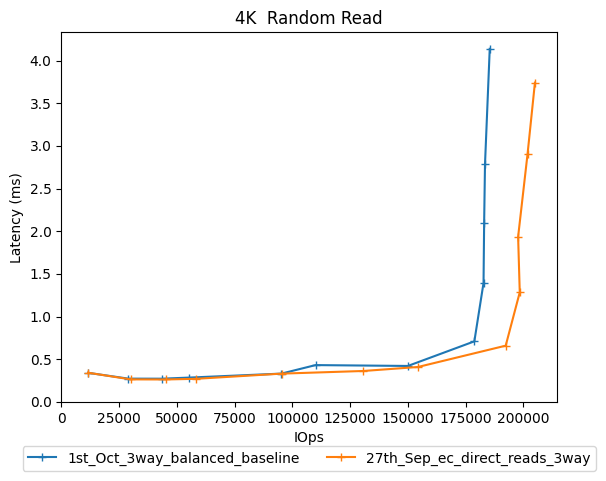 4K  Random Read
4.0
3.5
3.0
2.5
2.0
1.5
1.0
0.5
0.0
Latency (ms)
0 25000 50000 75000 100000 125000 150000 175000 200000
IOps
1st_Oct_3way_balanced_baseline 27th_Sep_ec_direct_reads_3way